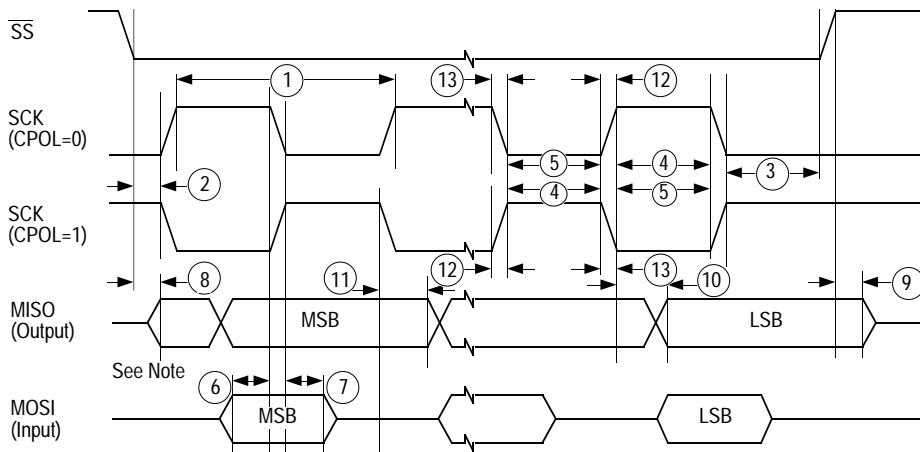 SS
1
13
12
SCK
(CPOL=0)
5
4
3
2
4
5
SCK
(CPOL=1)
12
13
8
11
10
9
MISO
(Output)
MSB
LSB
See Note
6
7
MOSI
(Input)
MSB
LSB